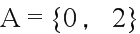 A = {0 ,  2}